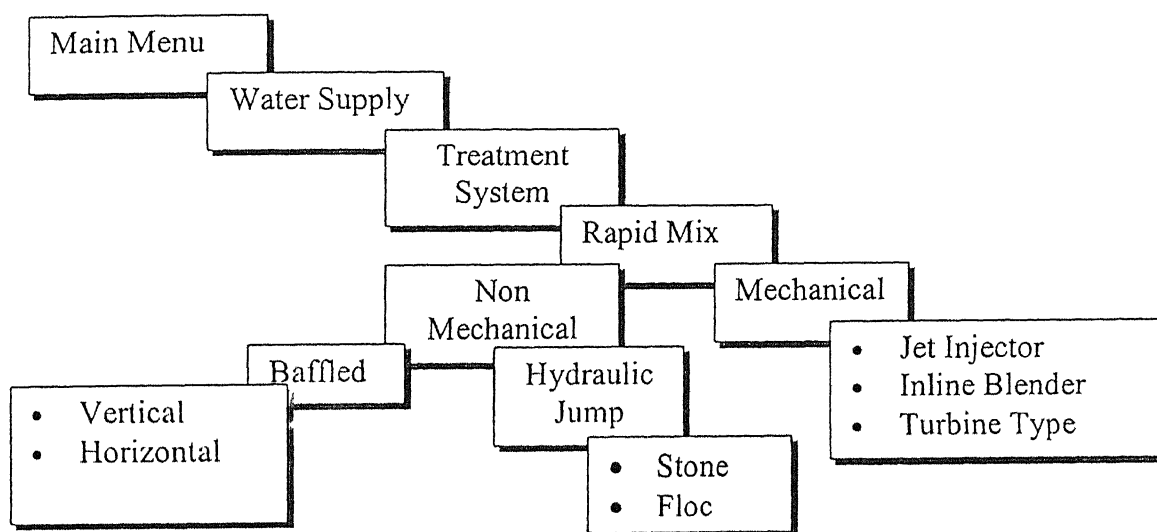 Main Menu
Water Supply
Treatment
System
Rapid Mix
Non
Mechanical
Mechanical
Baffled
Hydraulic
Jump
• Jet Injector
• Inline Blender
• Turbine Type
• Vertical
• Horizontal
• Stone
• Floc